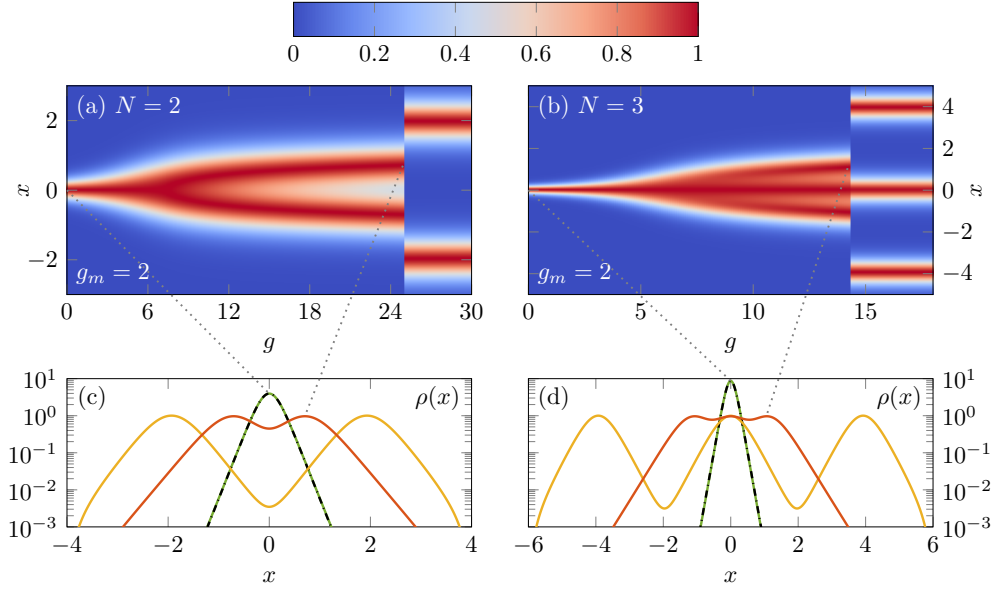 0 0.2 0.4 0.6 0.8 1
(a) N = 2
(b) N = 3
2
0
−2
x
4
2
0
−2
−4
x
g_m = 2
g_m = 2
0 6 12 18 24 30
0 5 10 15
g
g
10^1
10^0
10^−1
10^−2
10^−3
(c)
ρ(x)
(d)
ρ(x)
10^1
10^0
10^−1
10^−2
10^−3
−4 −2 0 2 4
−6 −4 −2 0 2 4 6
x
x